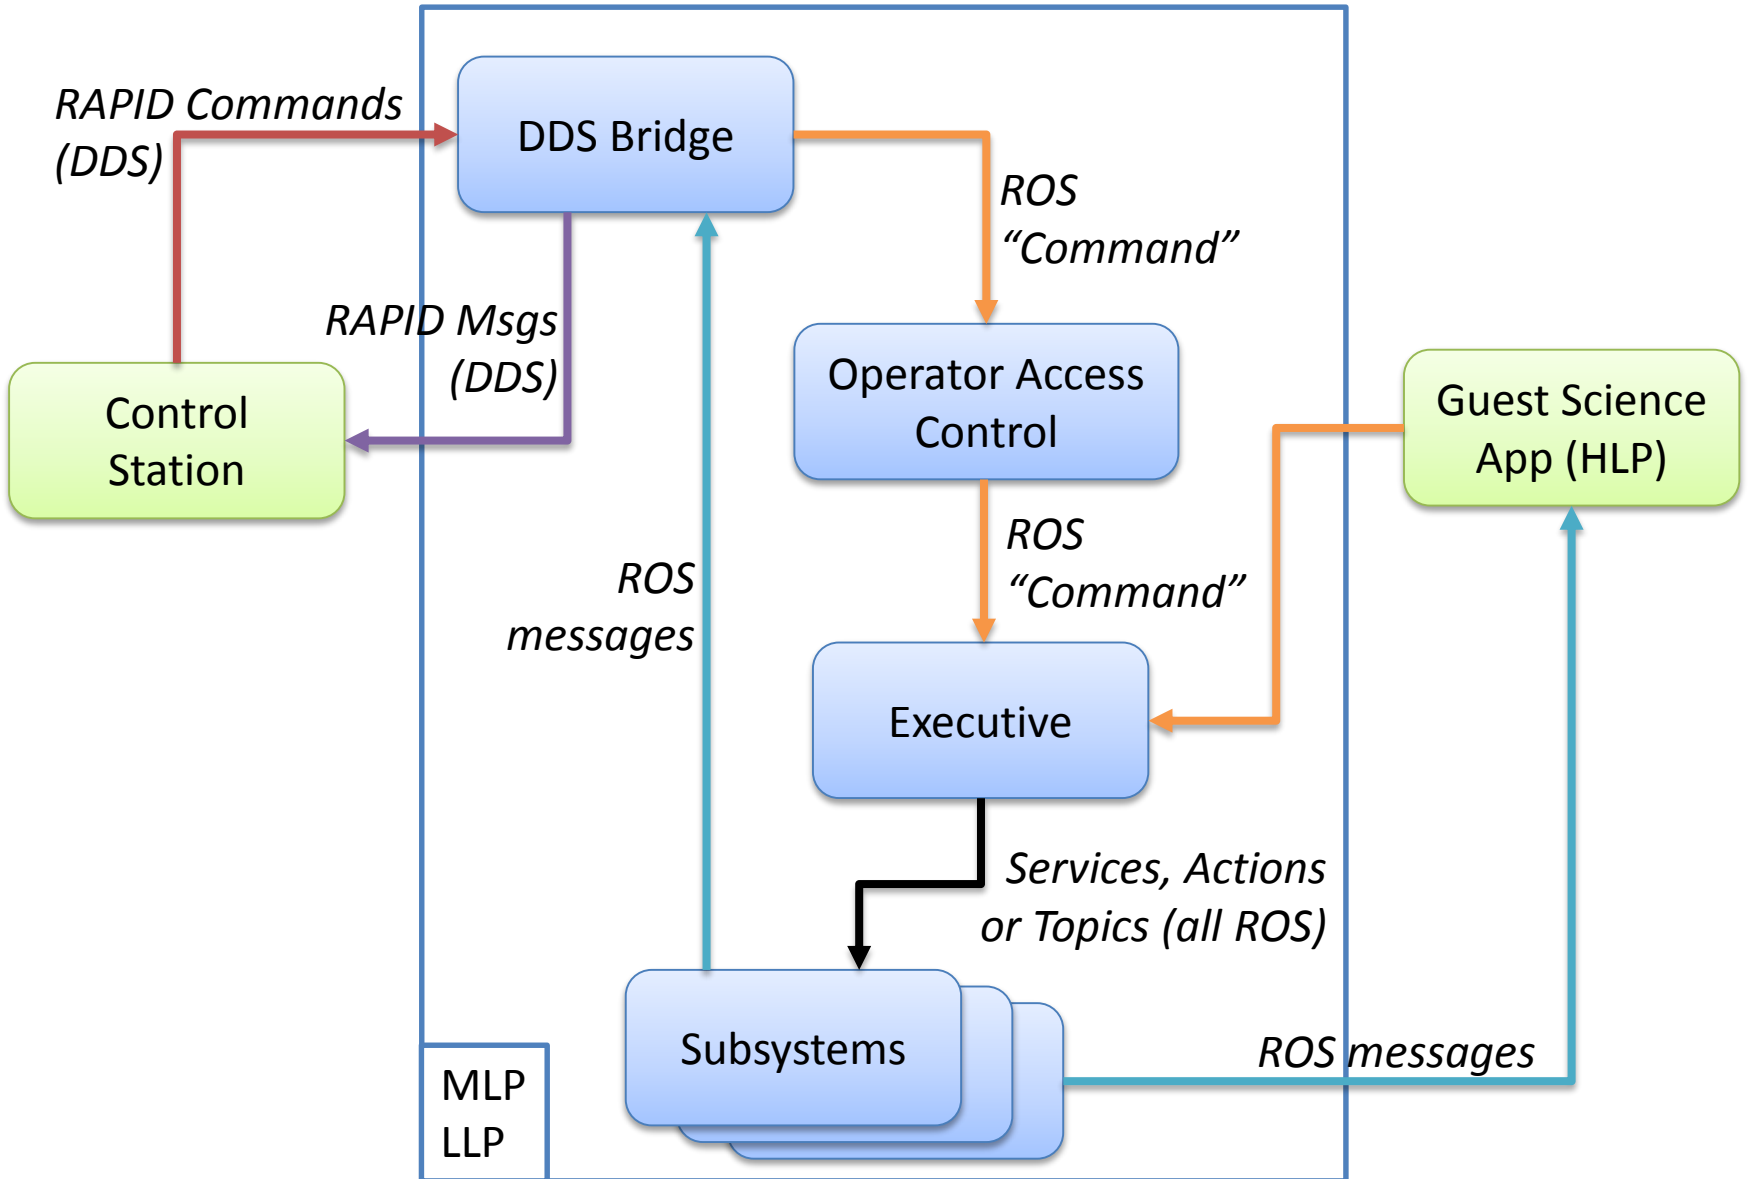 RAPID Commands
(DDS)
DDS Bridge
ROS
“Command”
RAPID Msgs
(DDS)
Control
Station
Operator Access
Control
Guest Science
App (HLP)
ROS
“Command”
ROS
messages
Executive
Services, Actions
or Topics (all ROS)
Subsystems
ROS messages
MLP
LLP